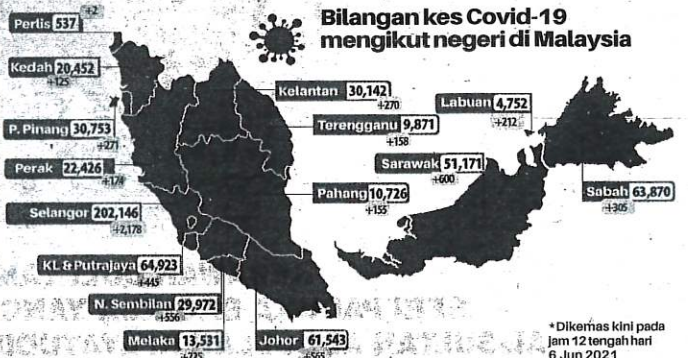 Bilangan kes Covid-19
mengikut negeri di Malaysia
Perlis 537
+2
Kedah 20,452
+125
P. Pinang 30,753
+271
Perak 22,426
+174
Selangor 202,146
+2,178
KL & Putrajaya 64,923
+445
N. Sembilan 29,972
+556
Melaka 13,531
Johor 61,543
+565
Kelantan 30,142
+270
Terengganu 9,871
+158
Pahang 10,726
+155
Labuan 4,752
+212
Sarawak 51,171
+600
Sabah 63,870
+305
*Dikemas kini pada
jam 12 tengah hari
6 Jun 2021